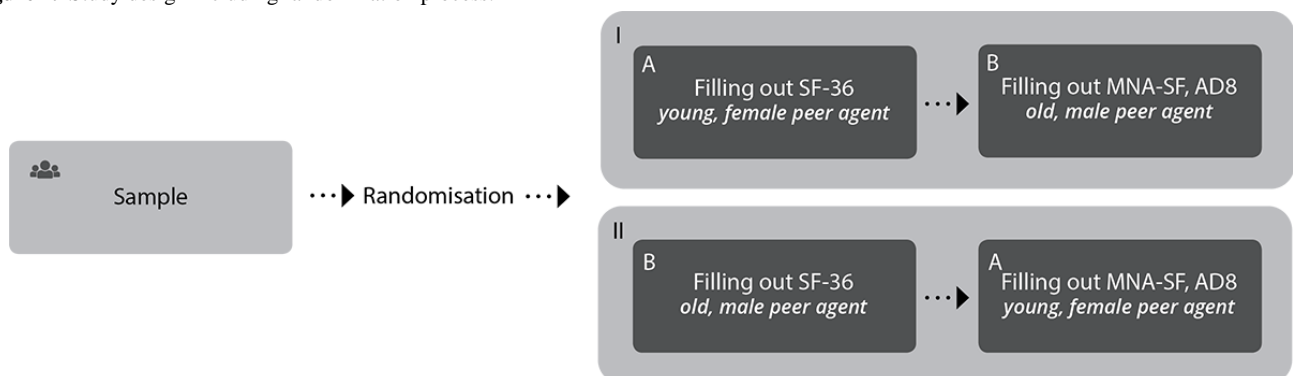 Sample
Randomisation
I
A
Filling out SF-36
young, female peer agent
B
Filling out MNA-SF, AD8
old, male peer agent
II
B
Filling out SF-36
old, male peer agent
A
Filling out MNA-SF, AD8
young, female peer agent